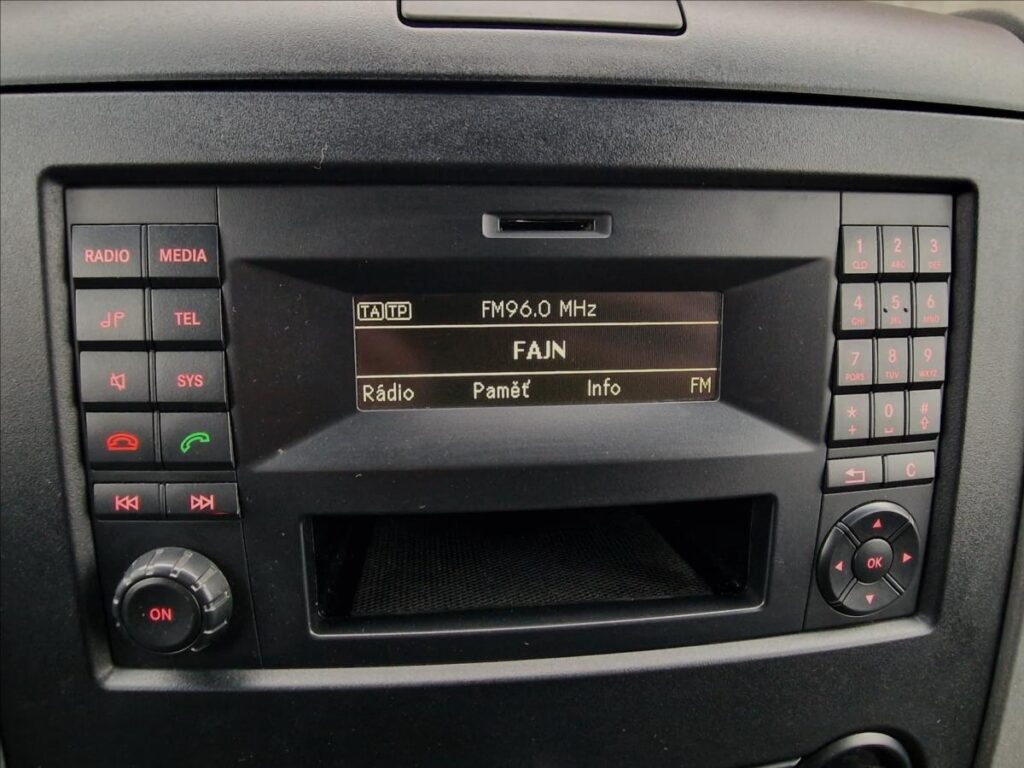 RADIO MEDIA
TEL
SYS
ON
TA TP FM96.0 MHz
FAJN
Rádio Paměť Info FM
1 2 3
ABC DEF
4 5 6
GHI JKL MNO
7 8 9
PQRS TUV WXYZ
* 0 #
+
C
OK